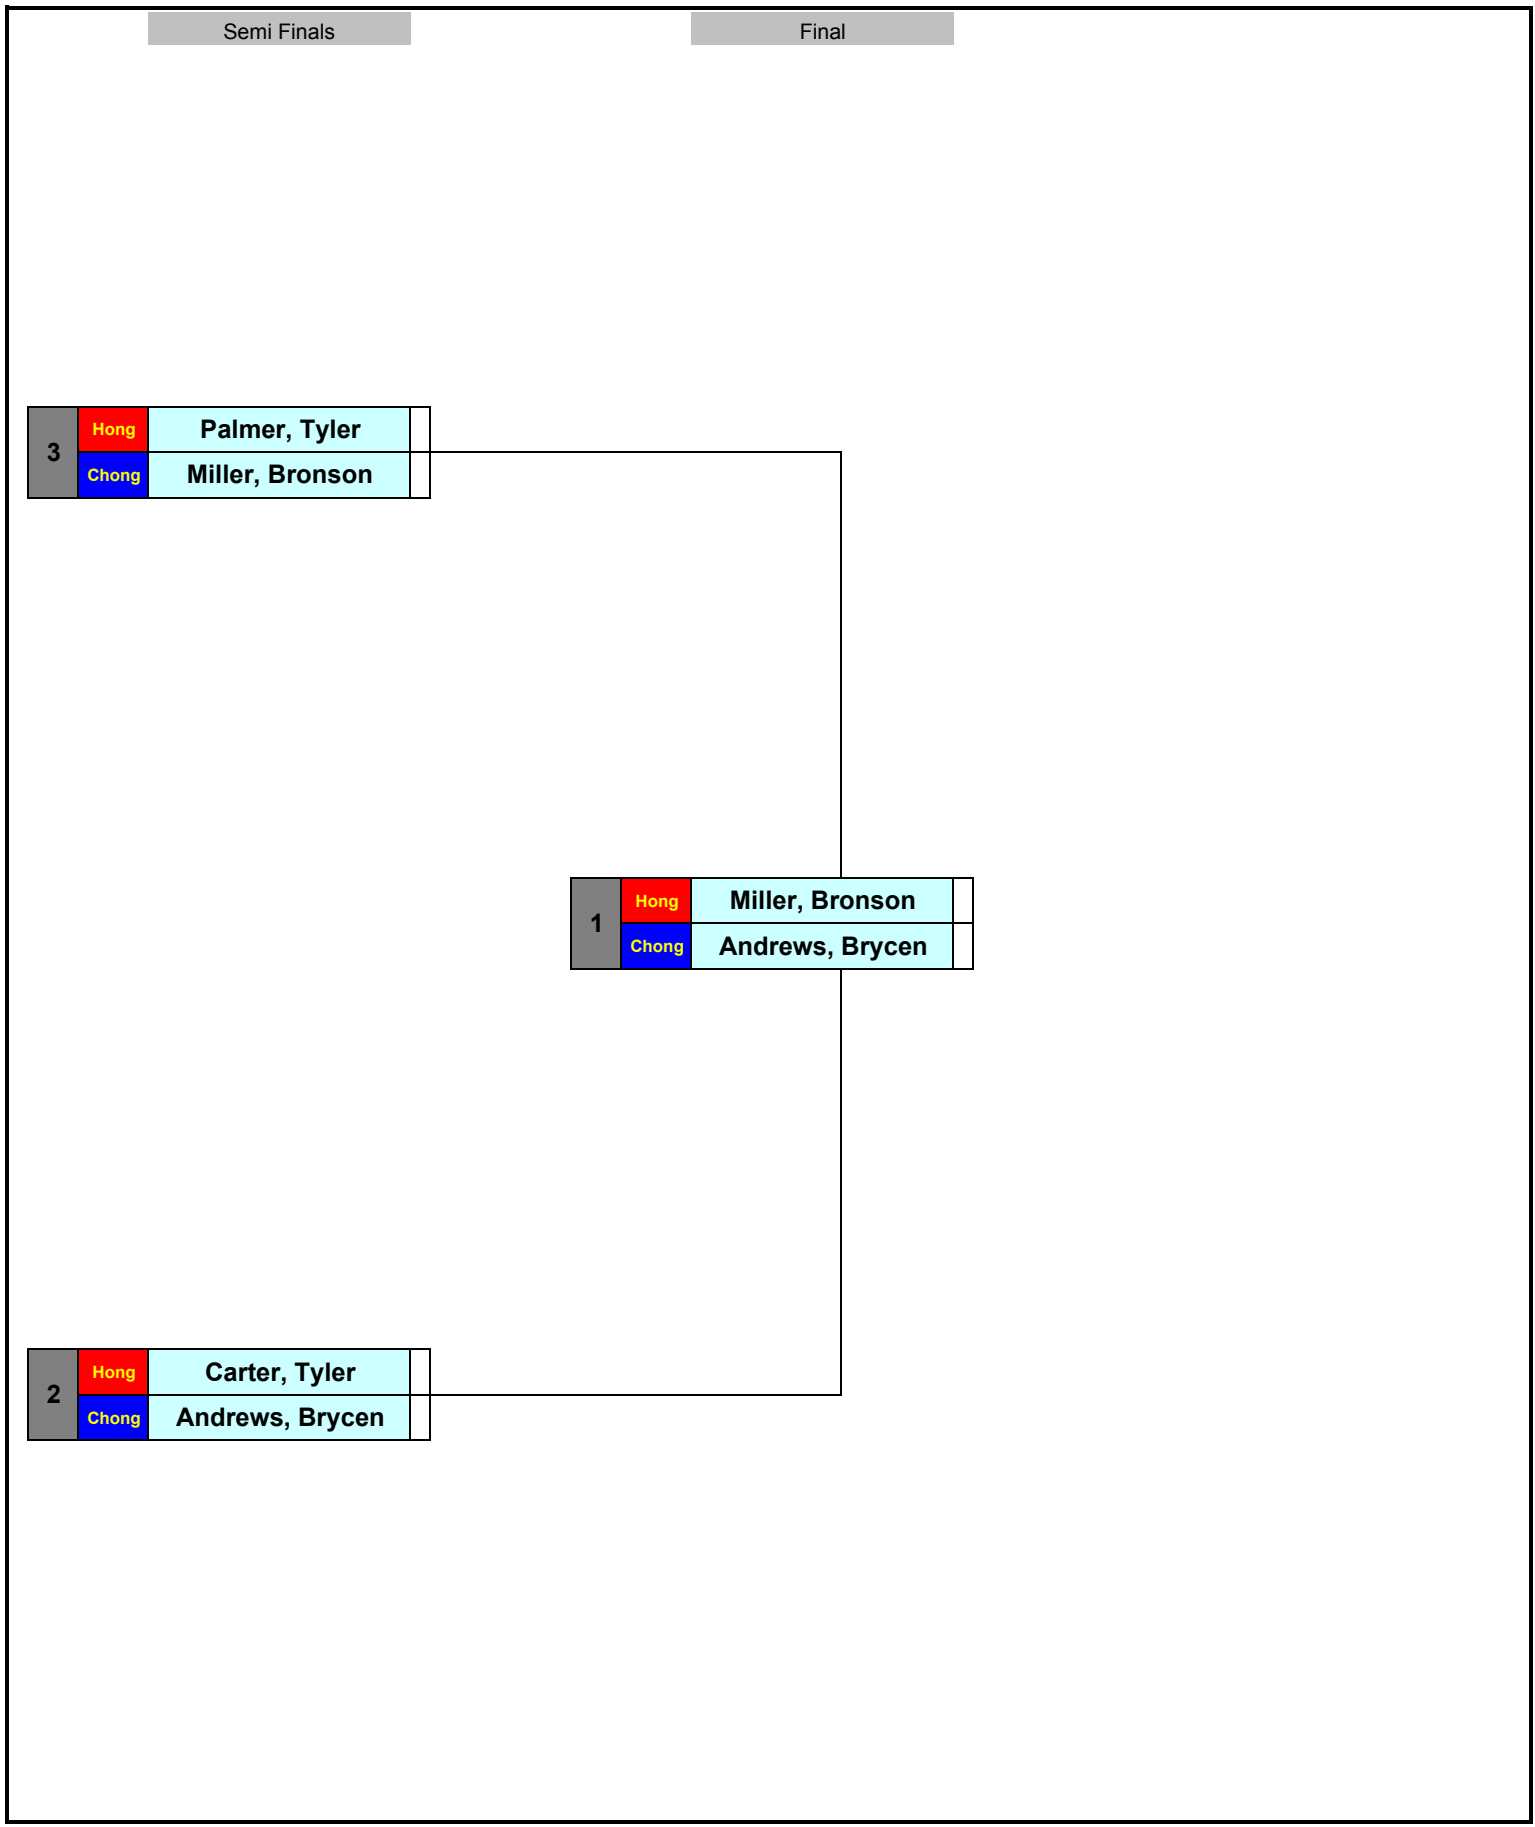 Semi Finals Final
3 Hong Palmer, Tyler
Chong Miller, Bronson
1 Hong Miller, Bronson
Chong Andrews, Brycen
2 Hong Carter, Tyler
Chong Andrews, Brycen